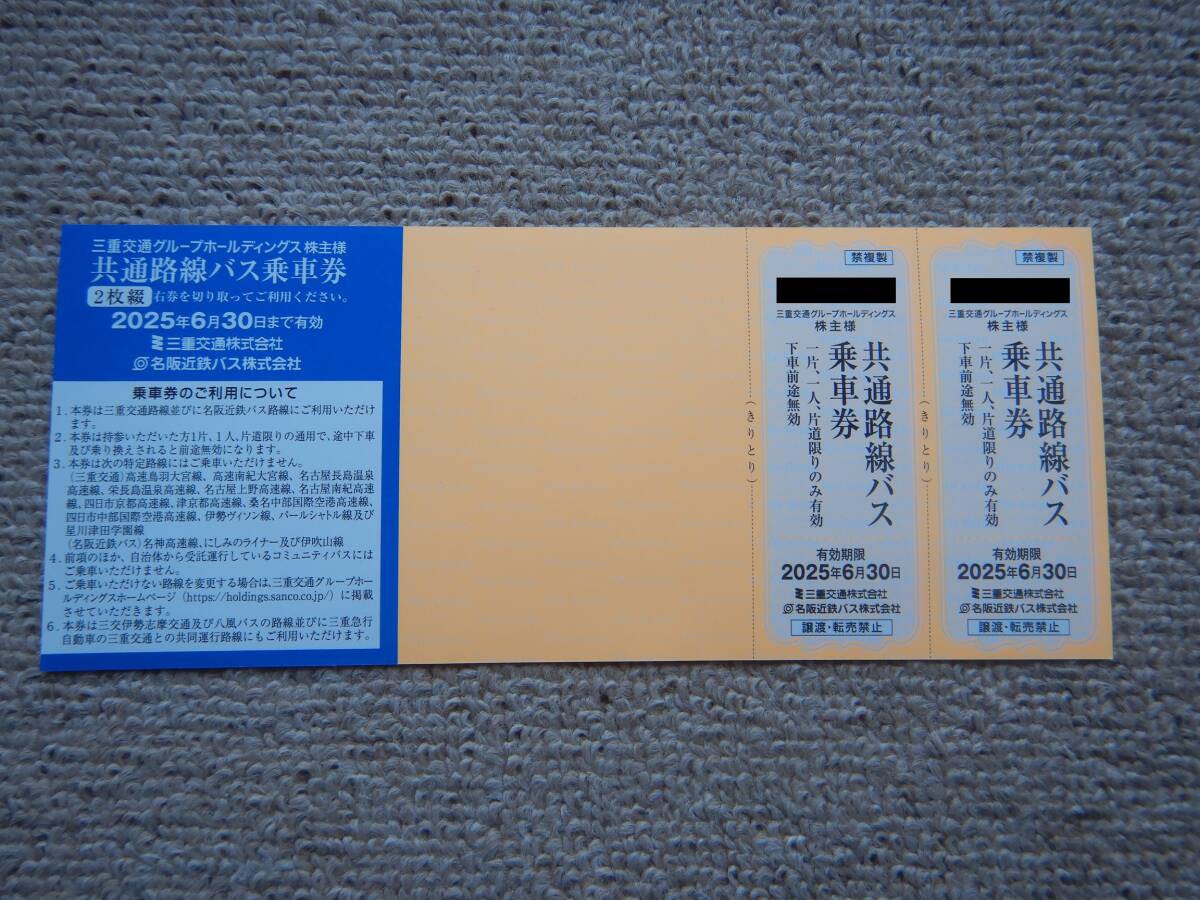 三重交通グループホールディングス 株主様
共通路線バス乗車券
2枚綴 右券を切り取ってご利用ください。
2025年6月30日まで有効
三重交通株式会社
名阪近鉄バス株式会社
乗車券のご利用について
1. 本券は三重交通路線並びに名阪近鉄バス路線にご利用いただけ
ます。
2. 本券は持参いただいた方1片、1人、片道限りの通用で、途中下車
及び乗り換えされると前途無効になります。
3. 本券は次の特定路線にはご乗車いただけません。
(三重交通)高速鳥羽大宮線、高速南紀大宮線、名古屋長島温泉
高速線、栄長島温泉高速線、名古屋上野高速線、名古屋南紀高速
線、四日市京都高速線、津京都高速線、桑名中部国際空港高速線、
四日市中部国際空港高速線、伊勢ヴィソン線、パールシャトル線及び
星川津田学園線
(名阪近鉄バス)名神高速線、にしみのライナー及び伊吹山線
4. 前項のほか、自治体から受託運行しているコミュニティバスには
ご乗車いただけません。
5. ご乗車いただけない路線を変更する場合は、三重交通グループホー
ルディングスホームページ(https://holdings.sanco.co.jp/)に掲載
させていただきます。
6. 本券は三交伊勢志摩交通及び八風バスの路線並びに三重急行
自動車の三重交通との共同運行路線にもご利用いただけます。
(きりとり)
禁複製
三重交通グループホールディングス
株主様
共通路線バス
乗車券
一片、一人、片道限りのみ有効
下車前途無効
有効期限
2025年6月30日
三重交通株式会社
名阪近鉄バス株式会社
譲渡・転売禁止
(きりとり)
禁複製
三重交通グループホールディングス
株主様
共通路線バス
乗車券
一片、一人、片道限りのみ有効
下車前途無効
有効期限
2025年6月30日
三重交通株式会社
名阪近鉄バス株式会社
譲渡・転売禁止